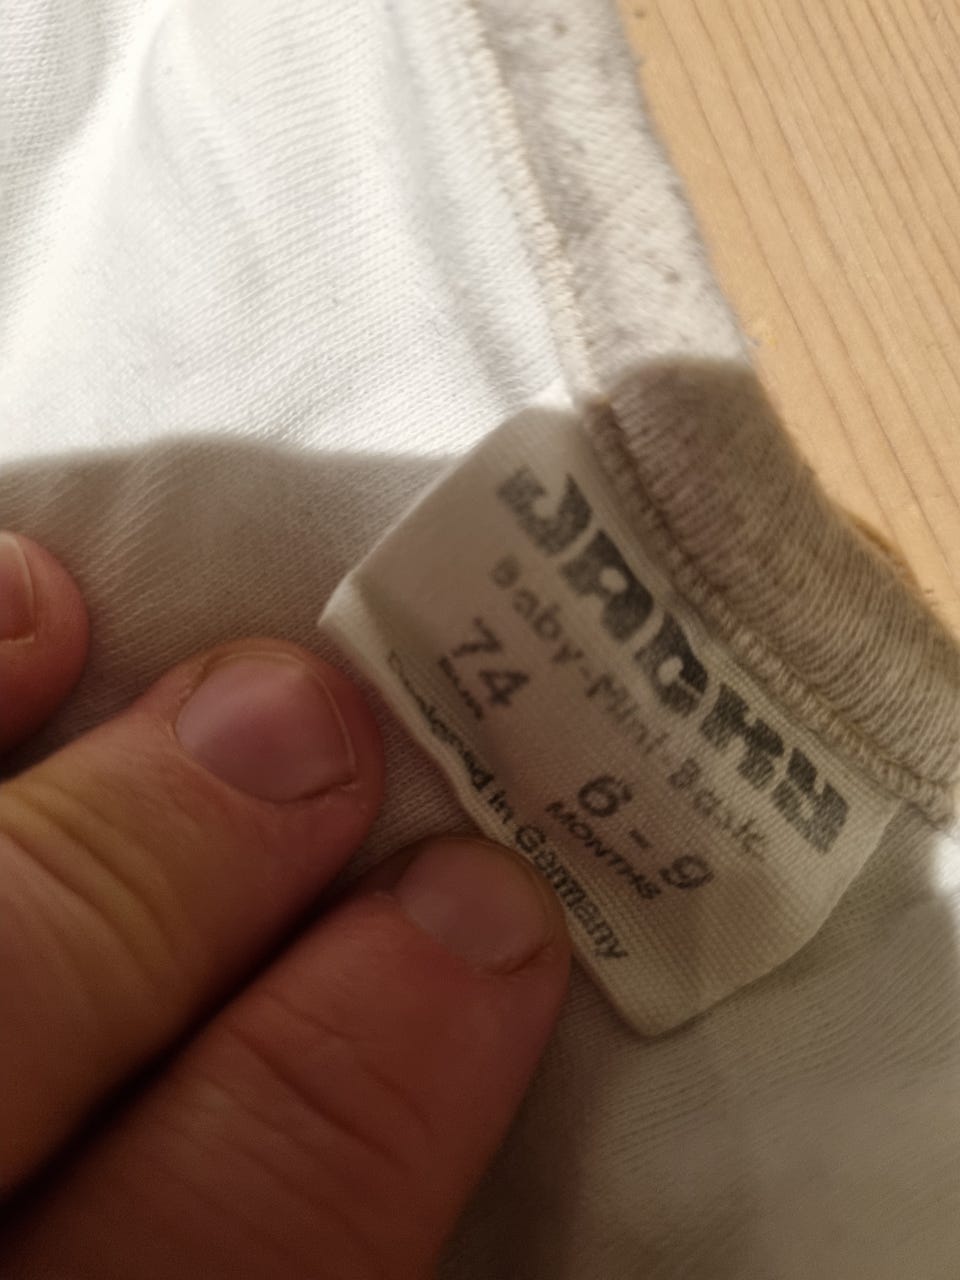 JACKY
Baby-Mini-Basic
74 6-9
MONTHS
Designed in Germany